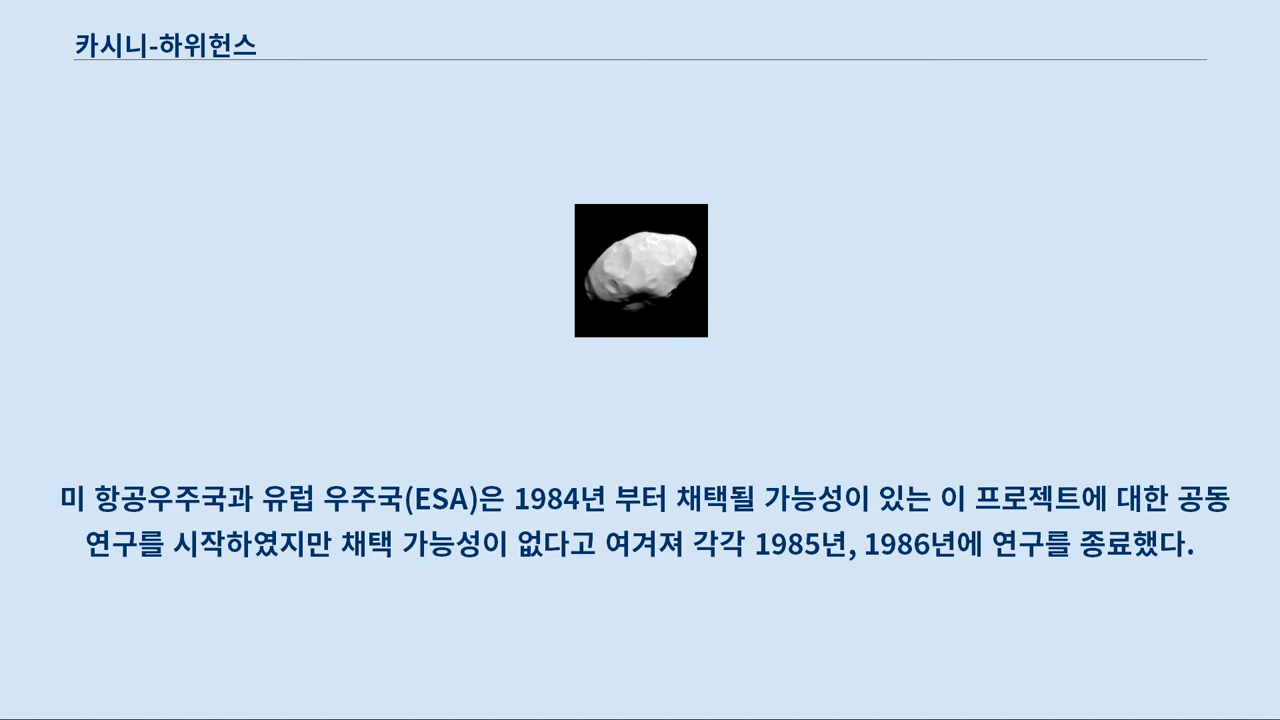 카시니-하위헌스
미 항공우주국과 유럽 우주국(ESA)은 1984년 부터 채택될 가능성이 있는 이 프로젝트에 대한 공동
연구를 시작하였지만 채택 가능성이 없다고 여겨져 각각 1985년, 1986년에 연구를 종료했다.